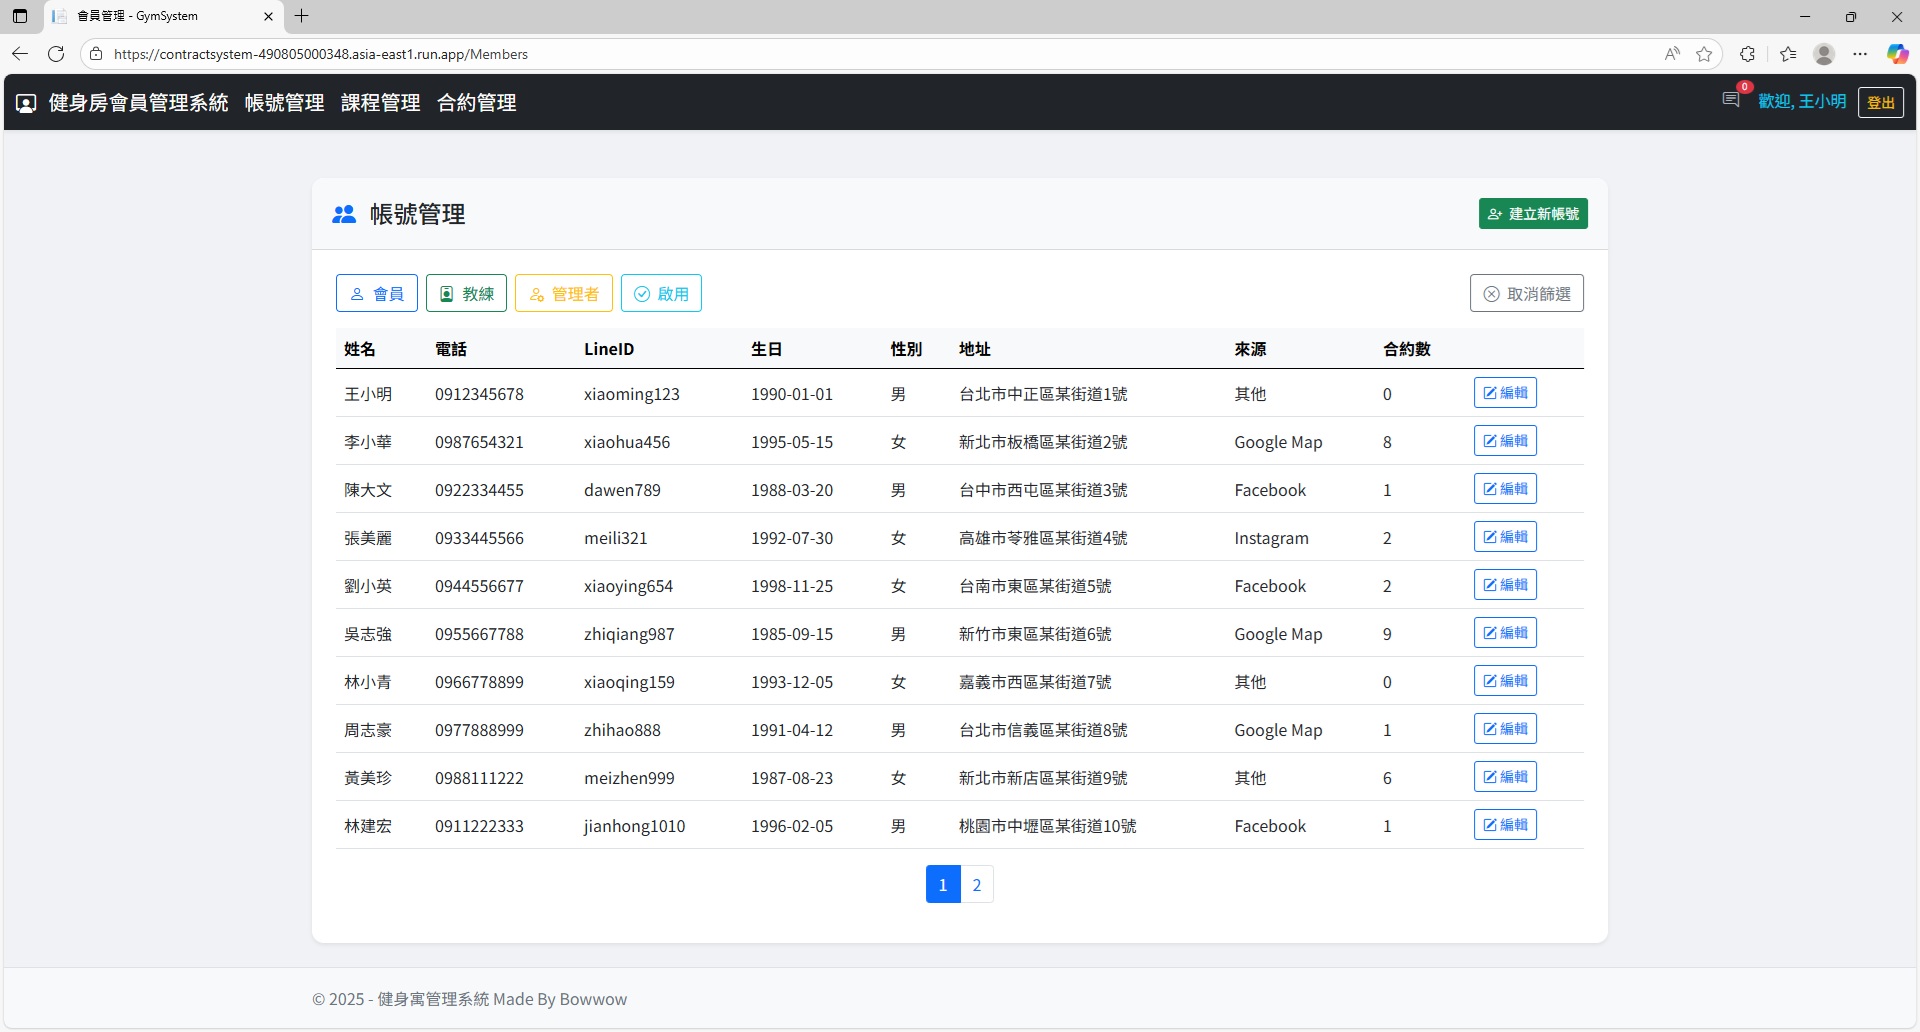 會員管理 - GymSystem
https://contractsystem-490805000348.asia-east1.run.app/Members
健身房會員管理系統 帳號管理 課程管理 合約管理 0 歡迎, 王小明 登出
帳號管理 建立新帳號
會員 教練 管理者 啟用 取消篩選
姓名 電話 LineID 生日 性別 地址 來源 合約數
王小明 0912345678 xiaoming123 1990-01-01 男 台北市中正區某街道1號 其他 0 編輯
李小華 0987654321 xiaohua456 1995-05-15 女 新北市板橋區某街道2號 Google Map 8 編輯
陳大文 0922334455 dawen789 1988-03-20 男 台中市西屯區某街道3號 Facebook 1 編輯
張美麗 0933445566 meili321 1992-07-30 女 高雄市苓雅區某街道4號 Instagram 2 編輯
劉小英 0944556677 xiaoying654 1998-11-25 女 台南市東區某街道5號 Facebook 2 編輯
吳志強 0955667788 zhiqiang987 1985-09-15 男 新竹市東區某街道6號 Google Map 9 編輯
林小青 0966778899 xiaoqing159 1993-12-05 女 嘉義市西區某街道7號 其他 0 編輯
周志豪 0977888999 zhihao888 1991-04-12 男 台北市信義區某街道8號 Google Map 1 編輯
黃美珍 0988111222 meizhen999 1987-08-23 女 新北市新店區某街道9號 其他 6 編輯
林建宏 0911222333 jianhong1010 1996-02-05 男 桃園市中壢區某街道10號 Facebook 1 編輯
1 2
© 2025 - 健身寓管理系統 Made By Bowwow